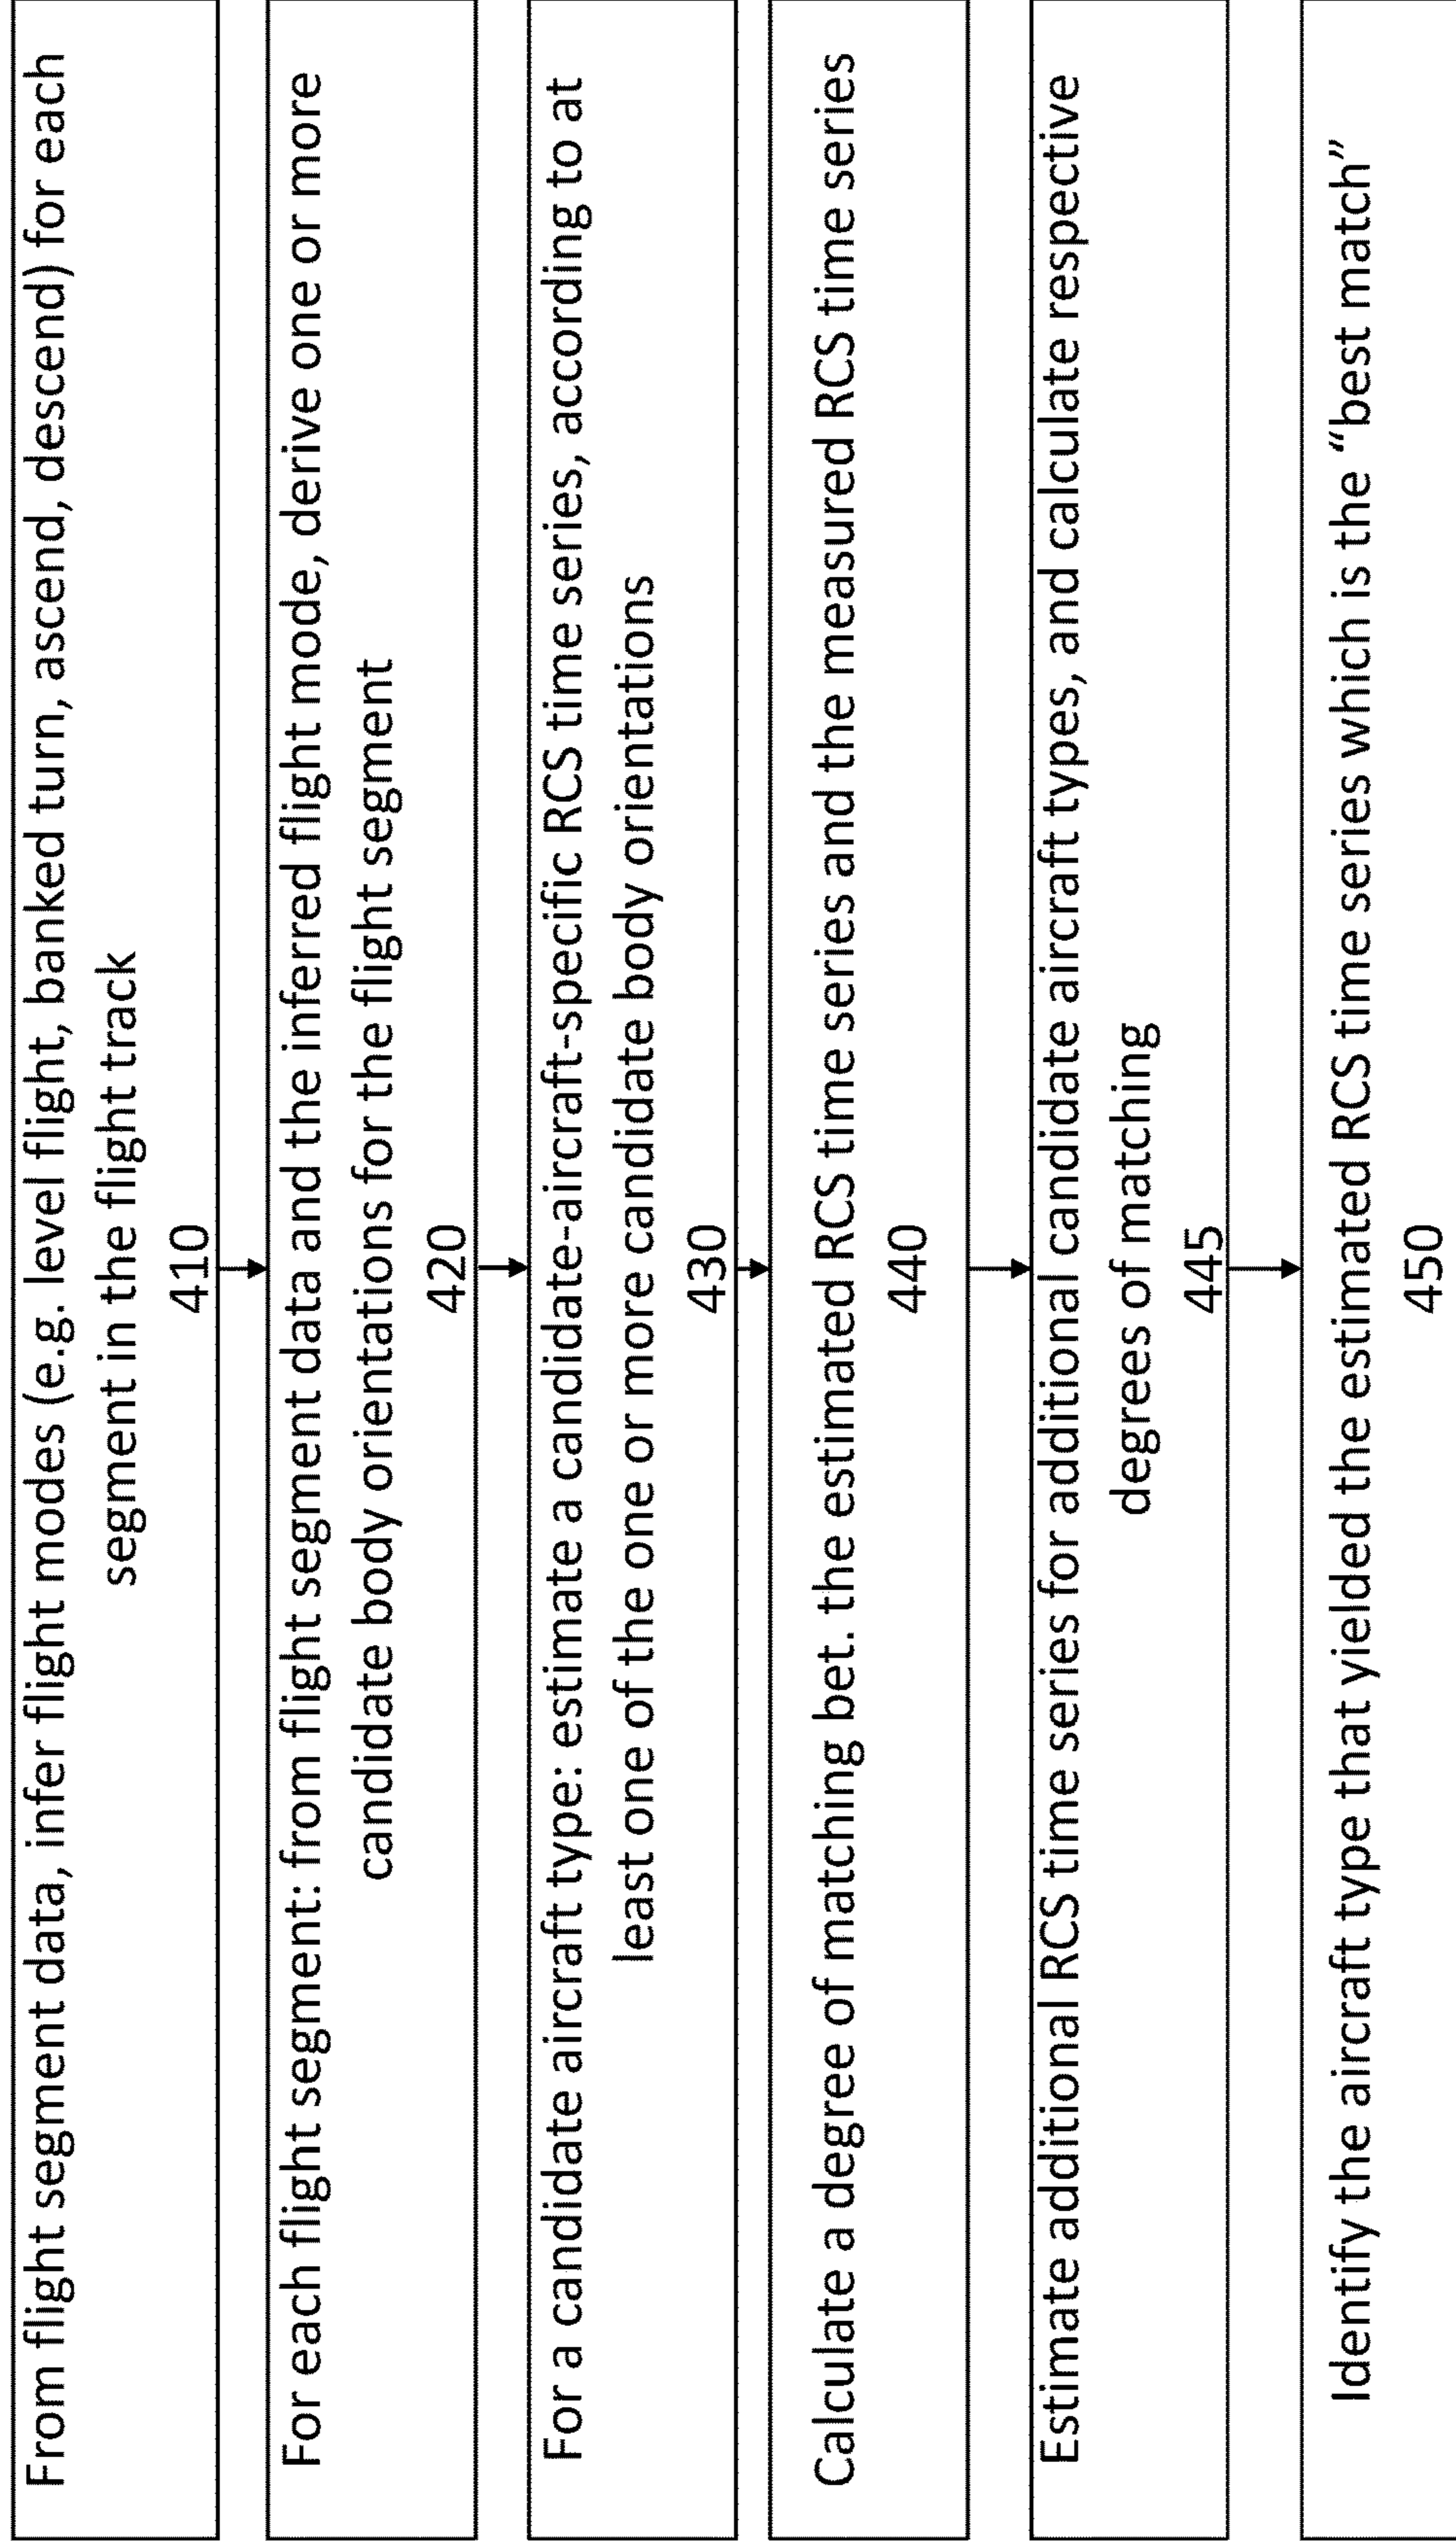 From flight segment data, infer flight modes (e.g. level flight, banked turn, ascend, descend) for each
segment in the flight track
410
For each flight segment: from flight segment data and the inferred flight mode, derive one or more
candidate body orientations for the flight segment
420
For a candidate aircraft type: estimate a candidate-aircraft-specific RCS time series, according to at
least one of the one or more candidate body orientations
430
Calculate a degree of matching bet. the estimated RCS time series and the measured RCS time series
440
Estimate additional RCS time series for additional candidate aircraft types, and calculate respective
degrees of matching
445
Identify the aircraft type that yielded the estimated RCS time series which is the “best match”
450